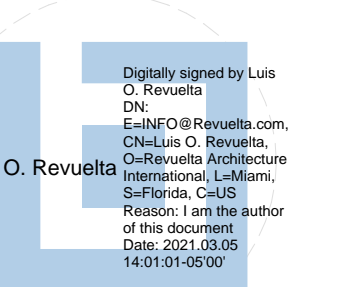 O. Revuelta
Digitally signed by Luis
O. Revuelta
DN:
E=INFO@Revuelta.com,
CN=Luis O. Revuelta,
O=Revuelta Architecture
International, L=Miami,
S=Florida, C=US
Reason: I am the author
of this document
Date: 2021.03.05
14:01:01-05'00'